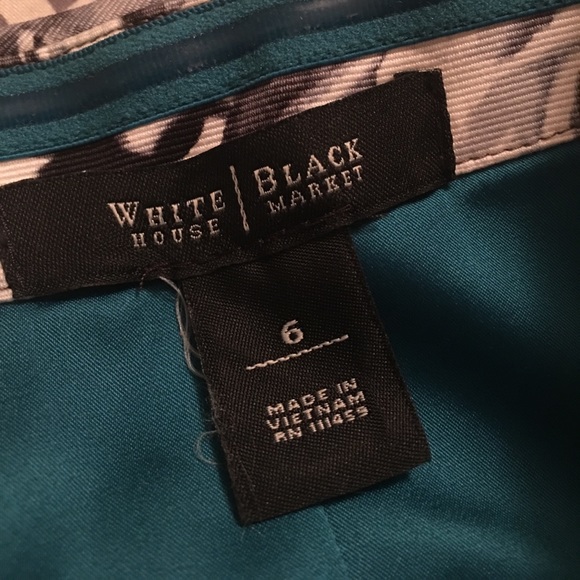 WHITE HOUSE | BLACK MARKET
6
MADE IN
VIETNAM
RN 111459